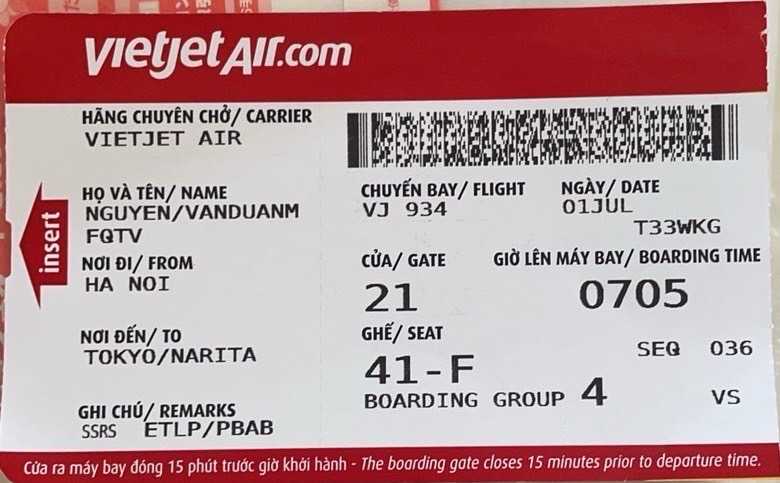 vietjet Air.com
HÃNG CHUYÊN CHỞ/ CARRIER
VIETJET AIR
HỌ VÀ TÊN/ NAME
NGUYEN/VANDUANM
FQTV
CHUYẾN BAY/ FLIGHT
VJ 934
NGÀY/ DATE
01JUL
T33WKG
insert
NƠI ĐI/ FROM
HA NOI
CỬA/ GATE
21
GIỜ LÊN MÁY BAY/ BOARDING TIME
0705
NƠI ĐẾN/ TO
TOKYO/NARITA
GHẾ/ SEAT
41-F
SEQ 036
BOARDING GROUP 4
VS
GHI CHÚ/ REMARKS
SSRS ETLP/PBAB
Cửa ra máy bay đóng 15 phút trước giờ khởi hành - The boarding gate closes 15 minutes prior to departure time.